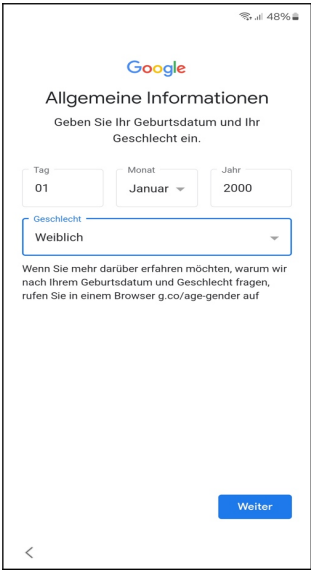 48%
Google
Allgemeine Informationen
Geben Sie Ihr Geburtsdatum und Ihr
Geschlecht ein.
Tag Monat Jahr
01 Januar 2000
Geschlecht
Weiblich
Wenn Sie mehr darüber erfahren möchten, warum wir
nach Ihrem Geburtsdatum und Geschlecht fragen,
rufen Sie in einem Browser g.co/age-gender auf
Weiter